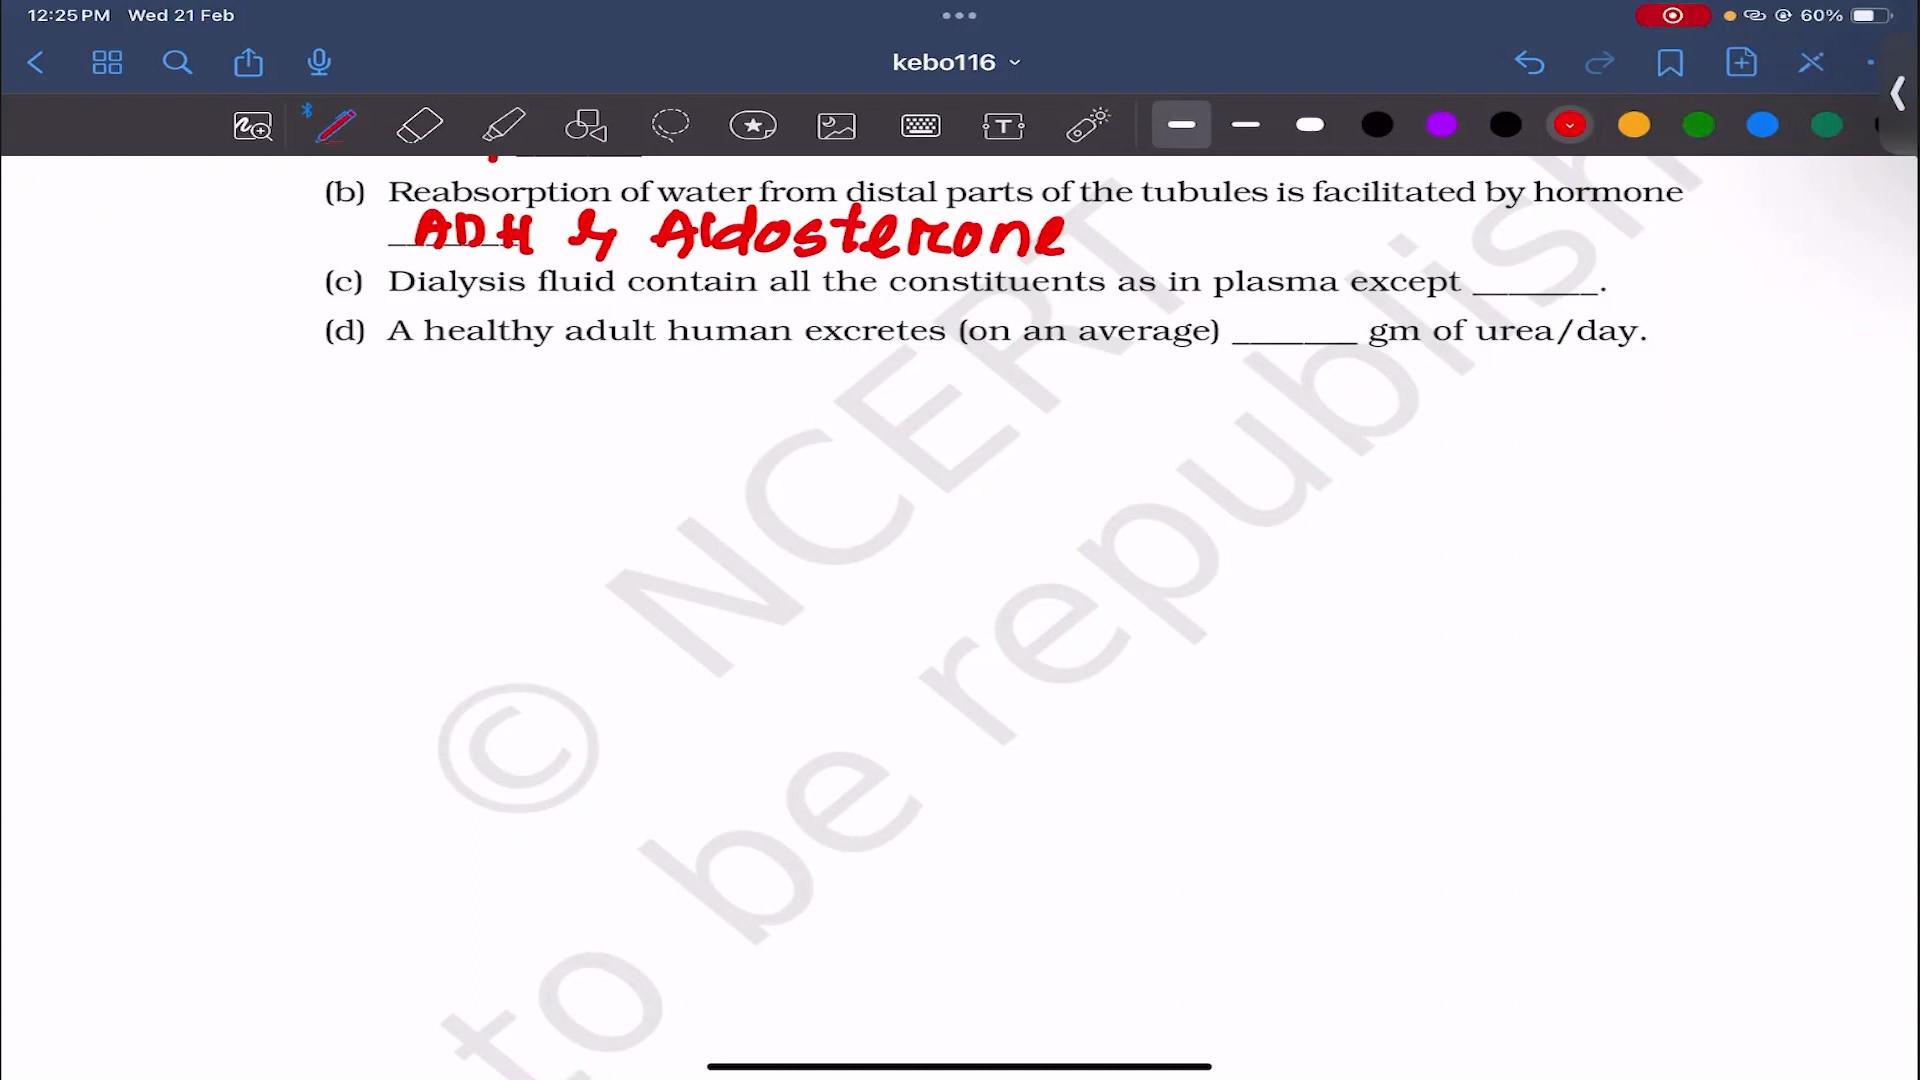 12:25 PM Wed 21 Feb
60%
kebo116
(b) Reabsorption of water from distal parts of the tubules is facilitated by hormone
_______ ADH & Aldosterone
(c) Dialysis fluid contain all the constituents as in plasma except _______.
(d) A healthy adult human excretes (on an average) _______ gm of urea/day.
© NCERT
to be republish